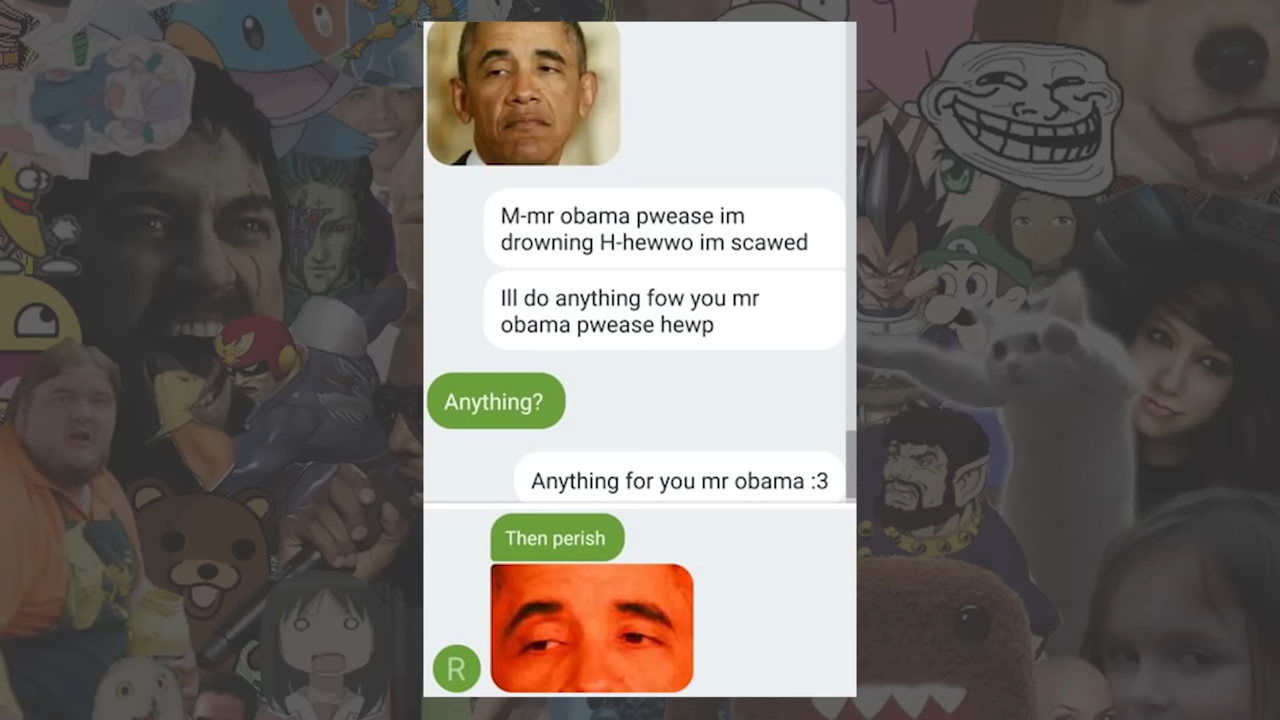 M-mr obama pwease im
drowning H-hewwo im scawed
Ill do anything fow you mr
obama pwease hewp
Anything?
Anything for you mr obama :3
Then perish
R